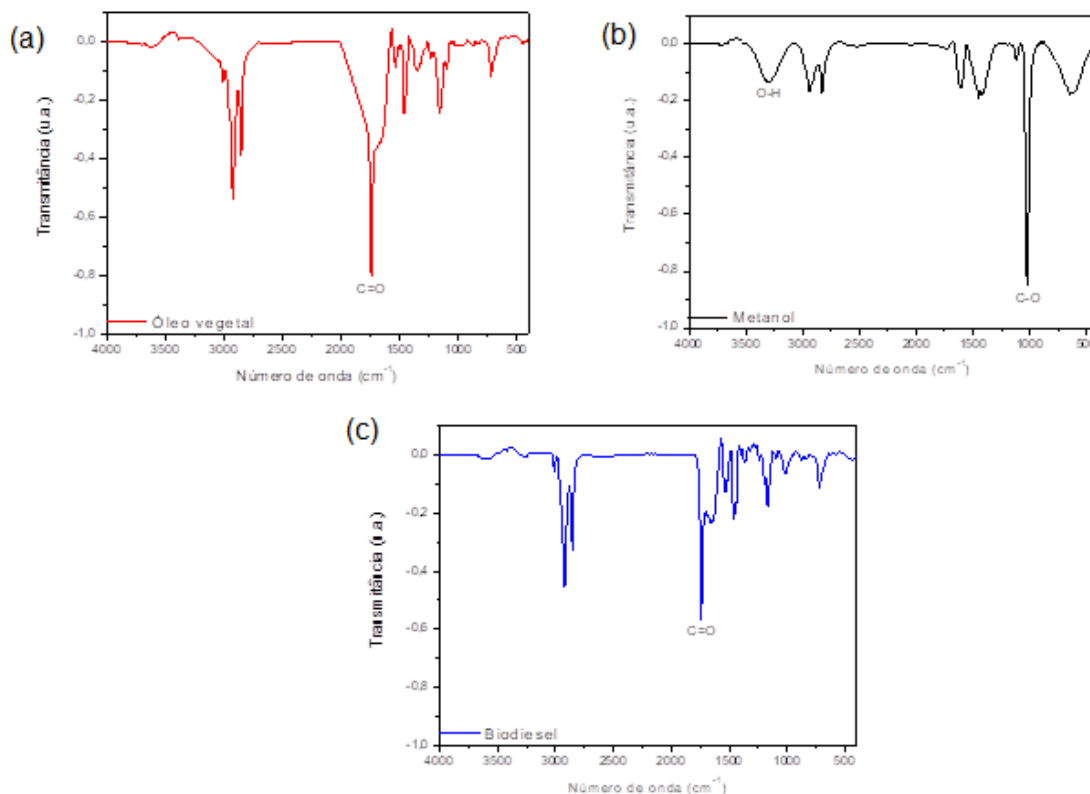 (a)
0,0
-0,2
-0,4
-0,6
-0,8
-1,0
Transmitância (u.a.)
C=O
Óleo vegetal
4000 3500 3000 2500 2000 1500 1000 500
Número de onda (cm⁻¹)
(b)
0,0
-0,2
-0,4
-0,6
-0,8
-1,0
Transmitância (u.a.)
O-H
C-O
Metanol
4000 3500 3000 2500 2000 1500 1000 500
Número de onda (cm⁻¹)
(c)
0,0
-0,2
-0,4
-0,6
-0,8
-1,0
Transmitância (u.a.)
C=O
Biodiesel
4000 3500 3000 2500 2000 1500 1000 500
Número de onda (cm⁻¹)